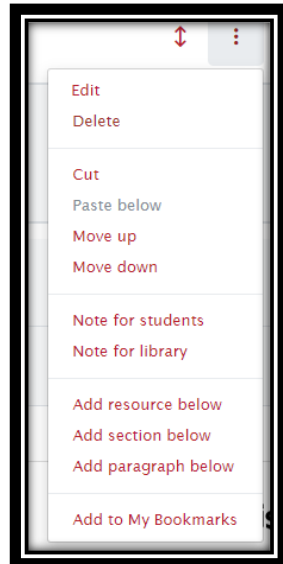 Edit
Delete
Cut
Paste below
Move up
Move down
Note for students
Note for library
Add resource below
Add section below
Add paragraph below
Add to My Bookmarks